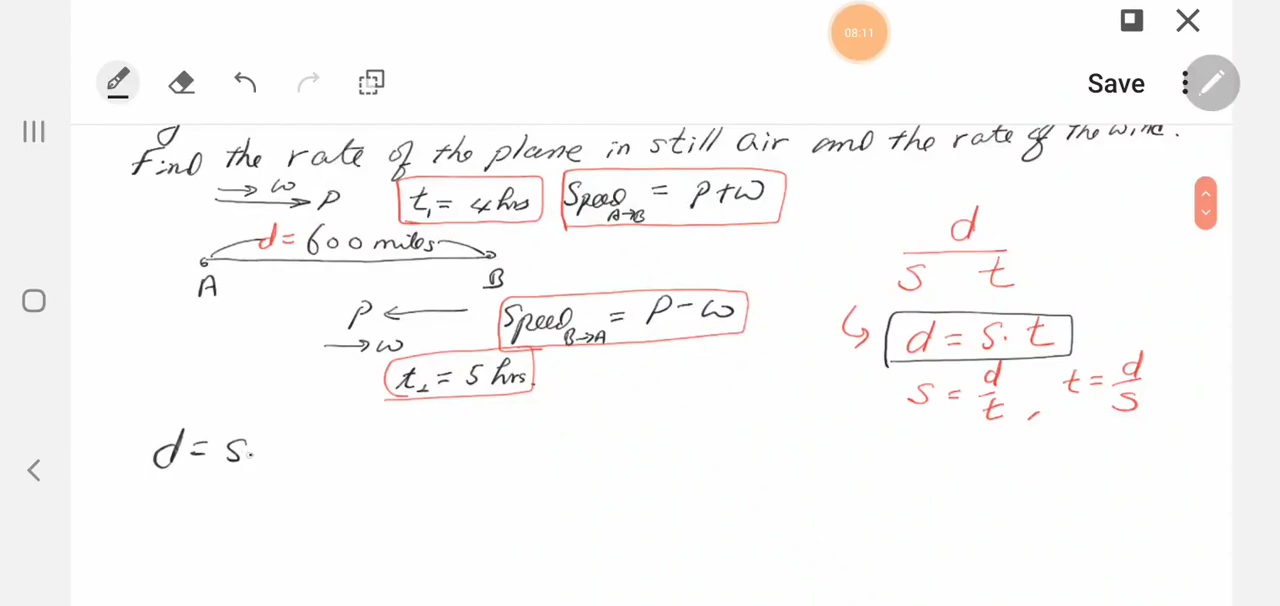 08:11
Save
Find the rate of the plane in still air and the rate of the wind.
w
P
t₁ = 4 hrs
Speed A→B = P+w
d = 600 miles
A
B
d
s t
P
w
Speed B→A = P-w
t₂ = 5 hrs.
d = s. t
s = d/t, t = d/s
d = s.